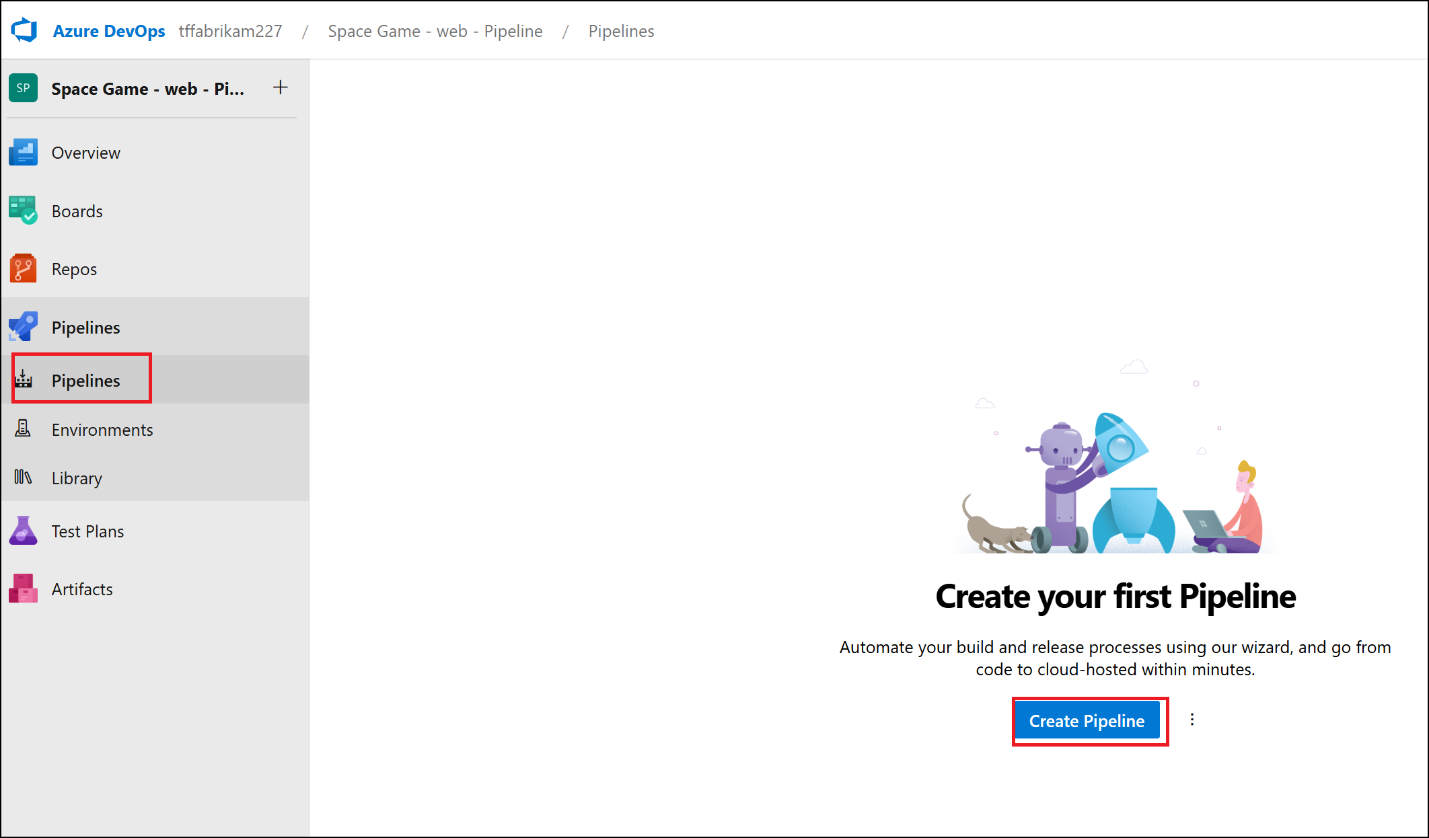 Azure DevOps tffabrikam227 / Space Game - web - Pipeline / Pipelines
SP Space Game - web - Pi...
Overview
Boards
Repos
Pipelines
Pipelines
Environments
Library
Test Plans
Artifacts
Create your first Pipeline
Automate your build and release processes using our wizard, and go from
code to cloud-hosted within minutes.
Create Pipeline